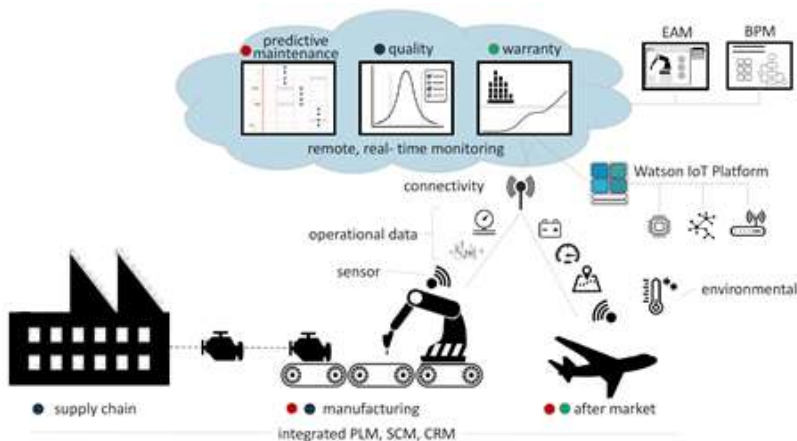 predictive
maintenance
quality
warranty
EAM
BPM
remote, real- time monitoring
connectivity
Watson IoT Platform
operational data
sensor
environmental
supply chain
manufacturing
after market
integrated PLM, SCM, CRM